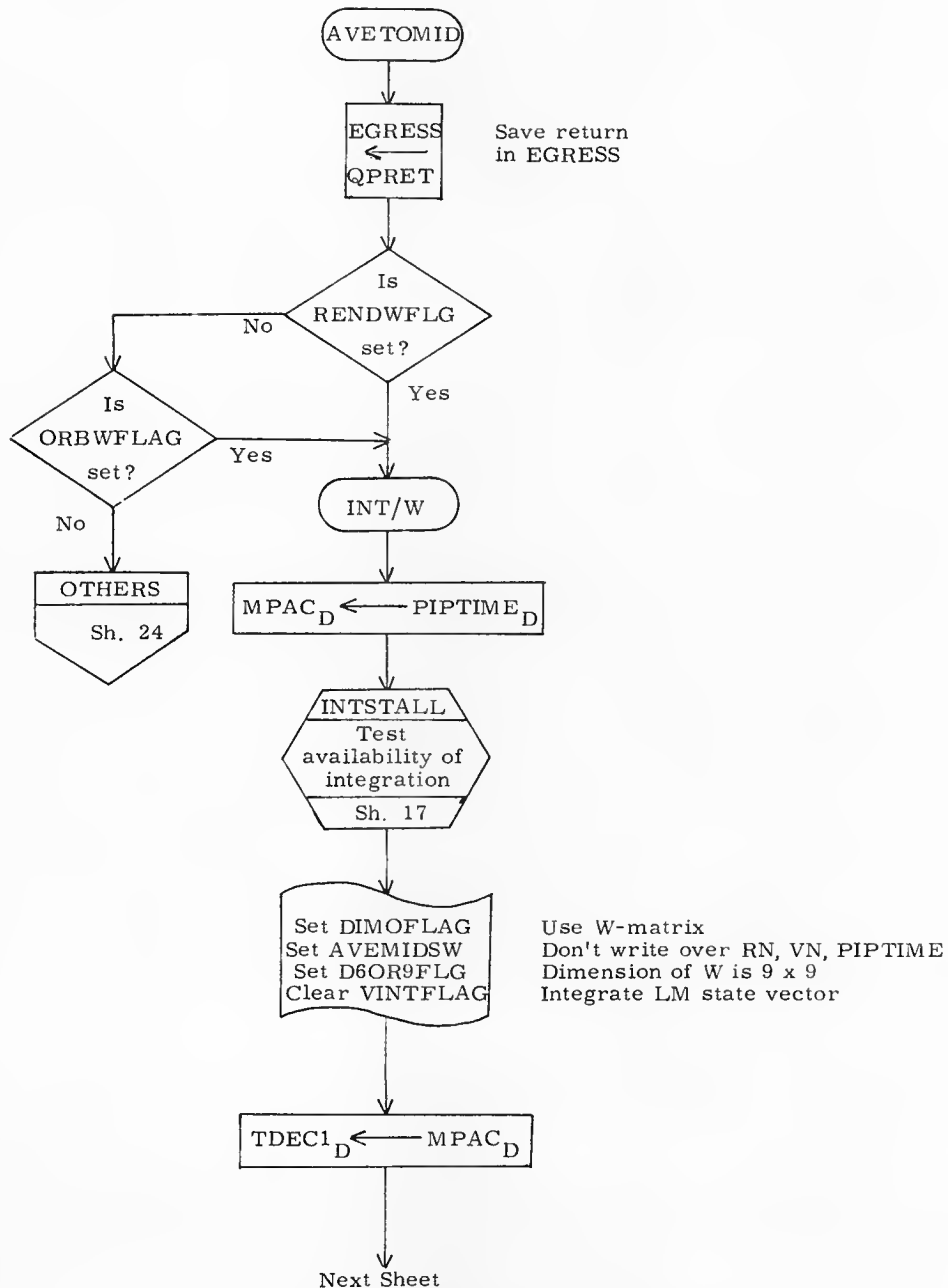 AVETOMID
EGRESS
QPRET
Save return
in EGRESS
Is
RENDWFLG
set?
No
Yes
Is
ORBWFLAG
set?
Yes
No
INT/W
OTHERS
Sh. 24
MPAC_D ← PIPTIME_D
INTSTALL
Test
availability of
integration
Sh. 17
Set DIMOFLAG
Set AVEMIDSW
Set D6OR9FLG
Clear VINTFLAG
Use W-matrix
Don't write over RN, VN, PIPTIME
Dimension of W is 9 x 9
Integrate LM state vector
TDEC1_D ← MPAC_D
Next Sheet